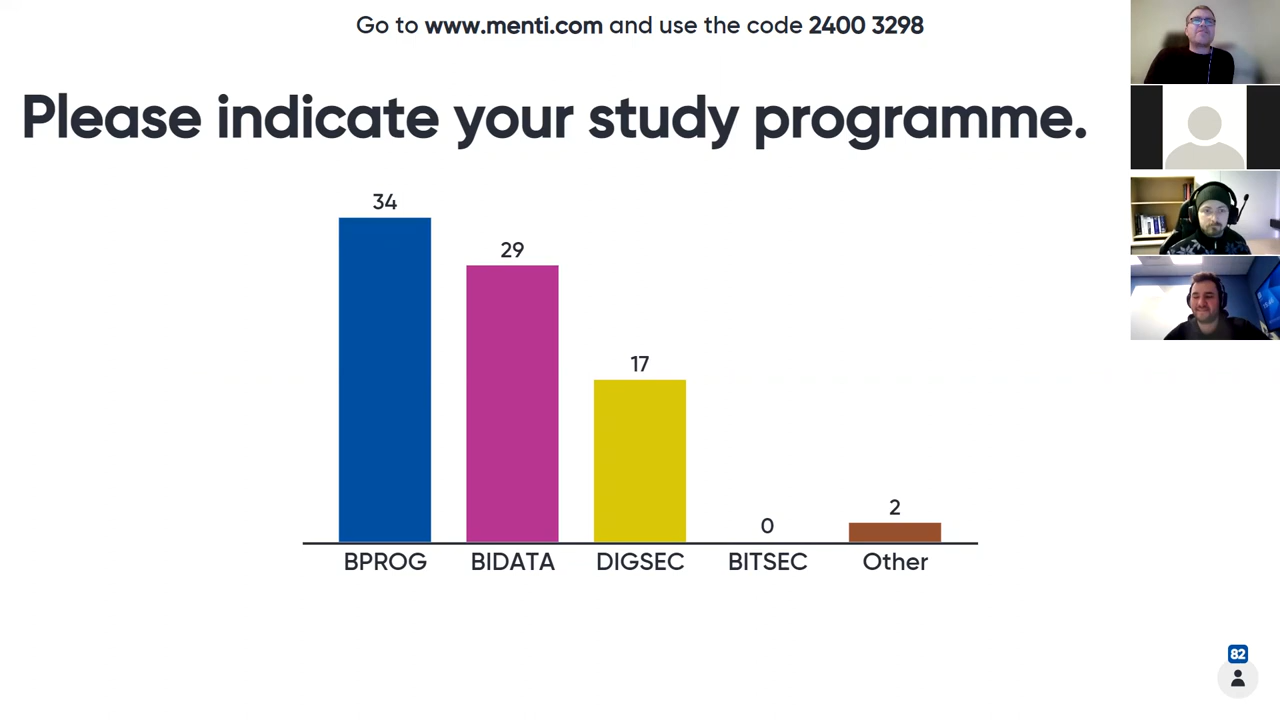 Go to www.menti.com and use the code 2400 3298
Please indicate your study programme.
34
29
17
0
2
BPROG
BIDATA
DIGSEC
BITSEC
Other
82